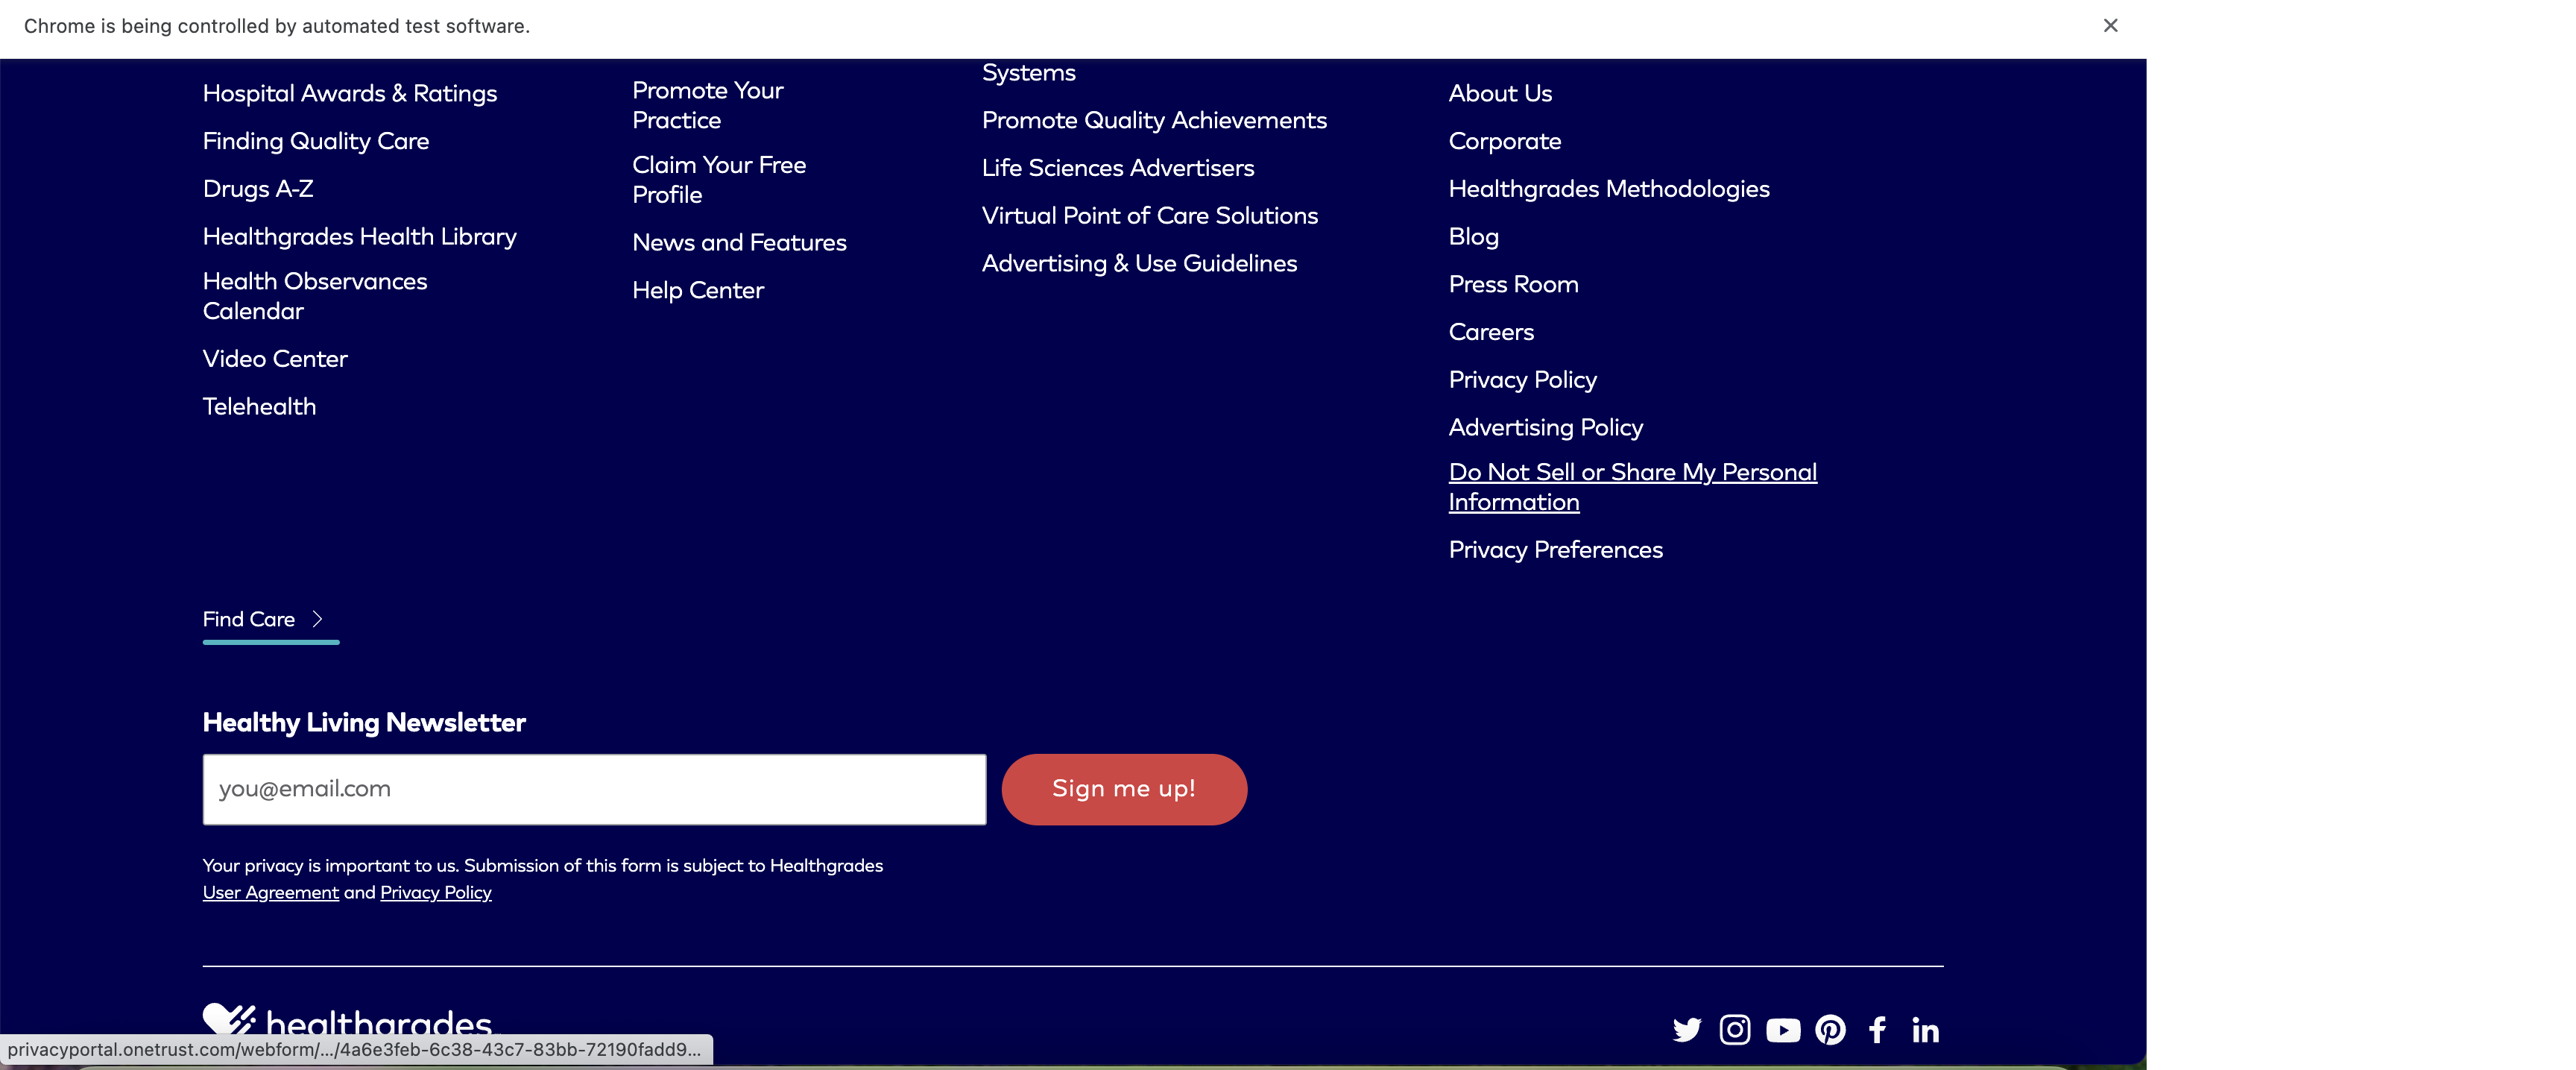 Chrome is being controlled by automated test software.
Hospital Awards & Ratings
Finding Quality Care
Drugs A-Z
Healthgrades Health Library
Health Observances
Calendar
Video Center
Telehealth
Promote Your
Practice
Claim Your Free
Profile
News and Features
Help Center
Systems
Promote Quality Achievements
Life Sciences Advertisers
Virtual Point of Care Solutions
Advertising & Use Guidelines
About Us
Corporate
Healthgrades Methodologies
Blog
Press Room
Careers
Privacy Policy
Advertising Policy
Do Not Sell or Share My Personal
Information
Privacy Preferences
Find Care
Healthy Living Newsletter
you@email.com
Sign me up!
Your privacy is important to us. Submission of this form is subject to Healthgrades
User Agreement and Privacy Policy
healthgrades
privacyportal.onetrust.com/webform/.../4a6e3feb-6c38-43c7-83bb-72190fadd9...